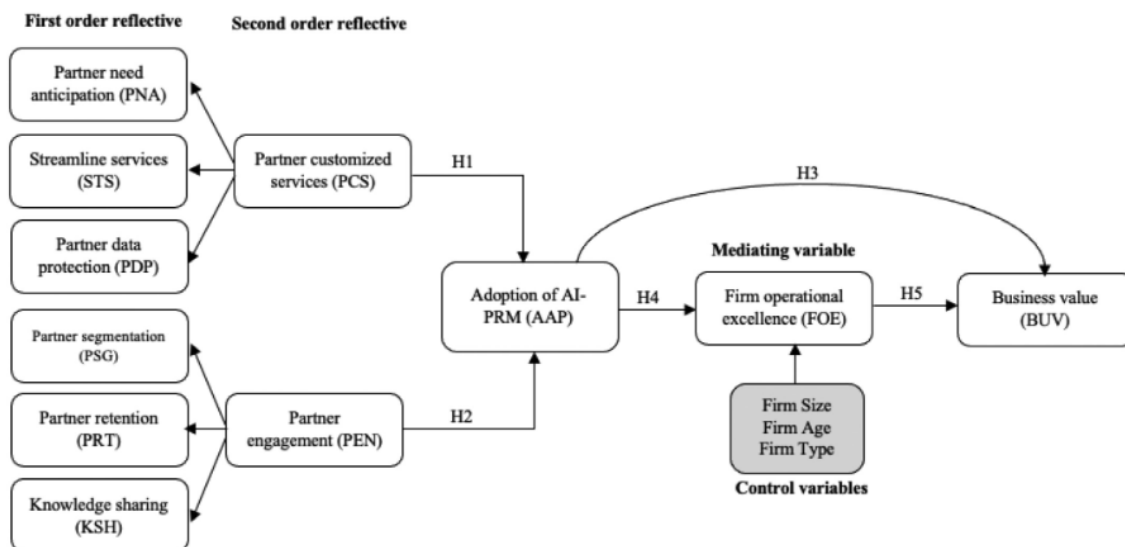 First order reflective
Second order reflective
Partner need
anticipation (PNA)
Streamline services
(STS)
Partner data
protection (PDP)
Partner segmentation
(PSG)
Partner retention
(PRT)
Knowledge sharing
(KSH)
Partner customized
services (PCS)
Partner
engagement (PEN)
H1
H2
Adoption of AI-
PRM (AAP)
H3
H4
Mediating variable
Firm operational
excellence (FOE)
H5
Business value
(BUV)
Firm Size
Firm Age
Firm Type
Control variables